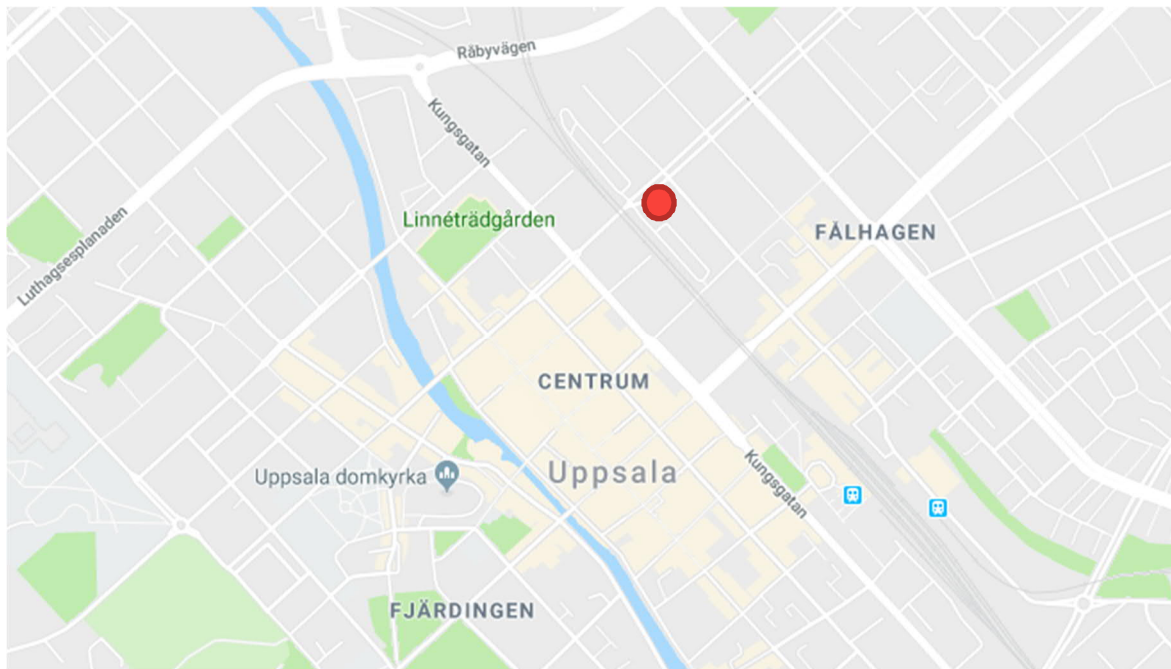 Råbyvägen
Kungsgatan
Linnéträdgården
FÅLHAGEN
Luthagsesplanaden
CENTRUM
Uppsala
Uppsala domkyrka
Kungsgatan
FJÄRDINGEN